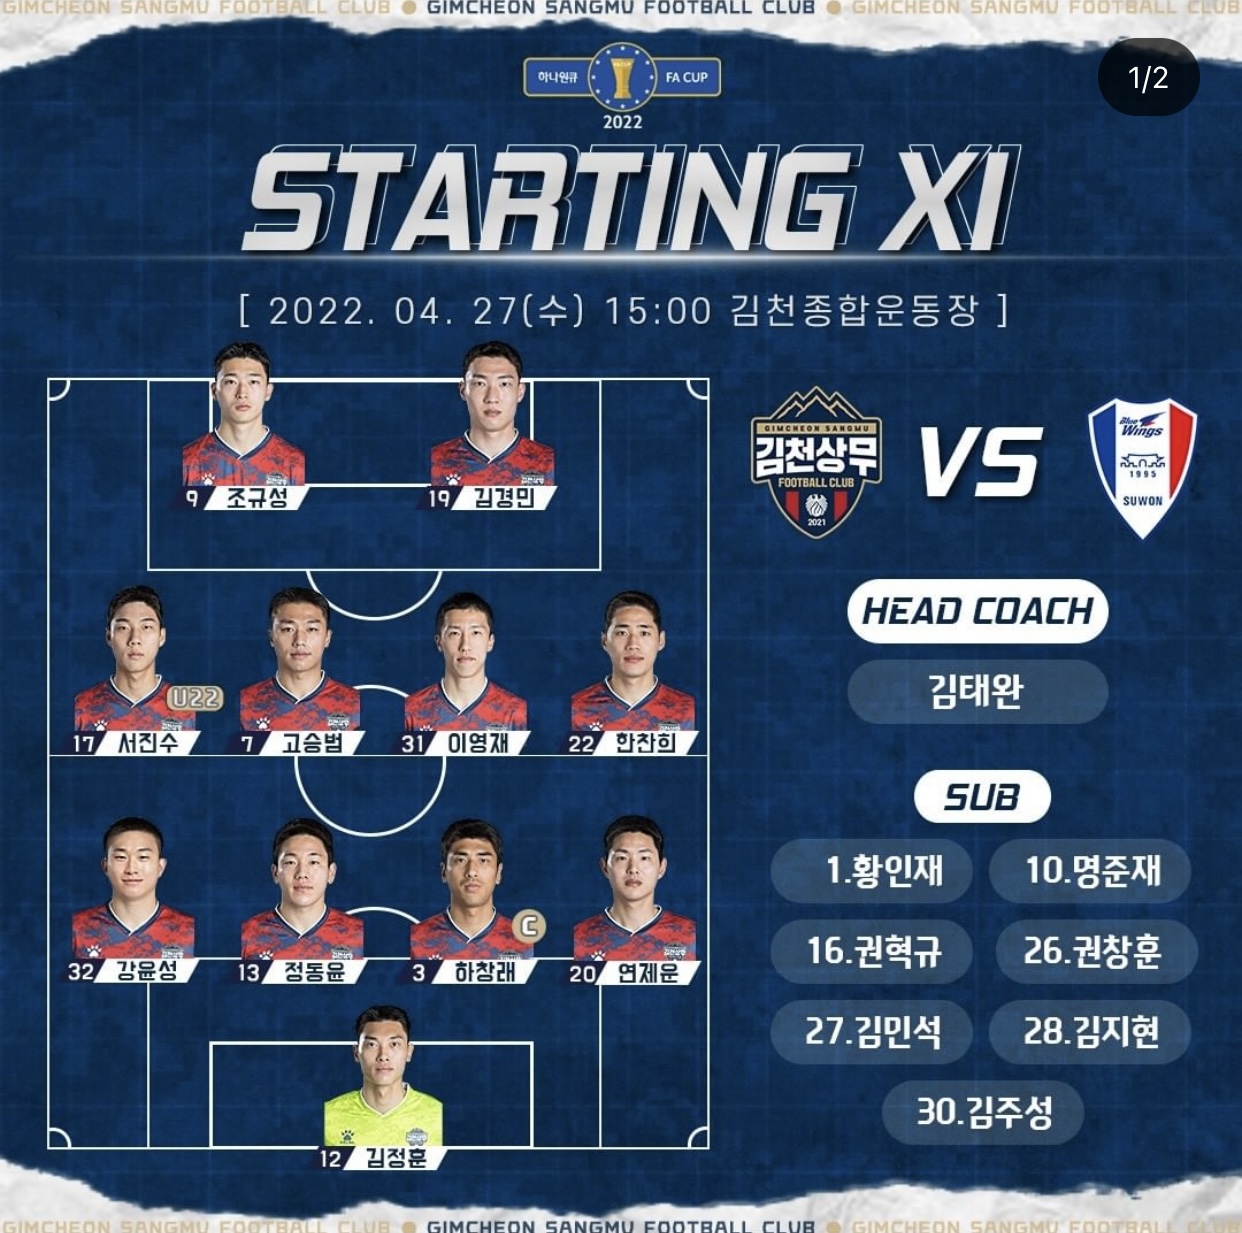 GIMCHEON SANGMU FOOTBALL CLUB ● GIMCHEON SANGMU FOOTBALL CLUB ● GIMCHEON SANGMU FOOTBALL CLUB
1/2
하나원큐 FA CUP
2022
STARTING XI
[ 2022. 04. 27(수) 15:00 김천종합운동장 ]
9 조규성
19 김경민
GIMCHEON SANGMU
김천상무
FOOTBALL CLUB
2021
VS
Blue Wings
1995
SUWON
17 서진수 U22
7 고승범
31 이영재
22 한찬희
32 강윤성
13 정동윤
3 하창래 C
20 연제운
12 김정훈
HEAD COACH
김태완
SUB
1.황인재
10.명준재
16.권혁규
26.권창훈
27.김민석
28.김지현
30.김주성
GIMCHEON SANGMU FOOTBALL CLUB ● GIMCHEON SANGMU FOOTBALL CLUB ● GIMCHEON SANGMU FOOTBALL CLUB